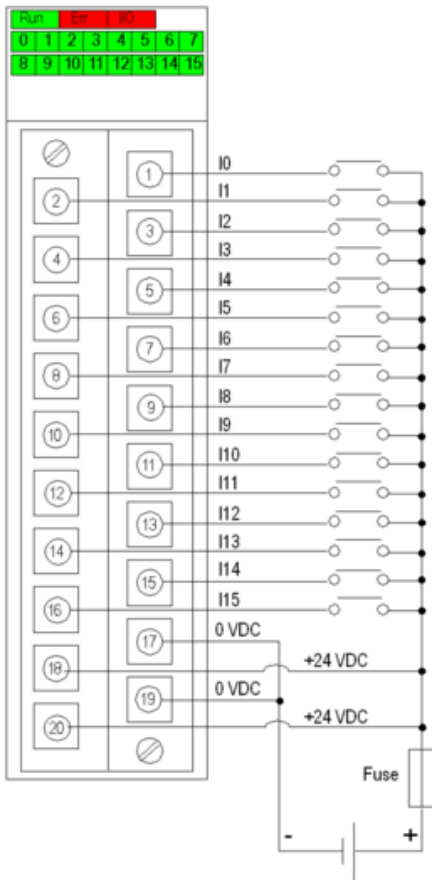 Run Err I/O
0 1 2 3 4 5 6 7
8 9 10 11 12 13 14 15
1 I0
2 I1
3 I2
4 I3
5 I4
6 I5
7 I6
8 I7
9 I8
10 I9
11 I10
12 I11
13 I12
14 I13
15 I14
16 I15
17 0 VDC
18 +24 VDC
19 0 VDC
20 +24 VDC
Fuse
- +